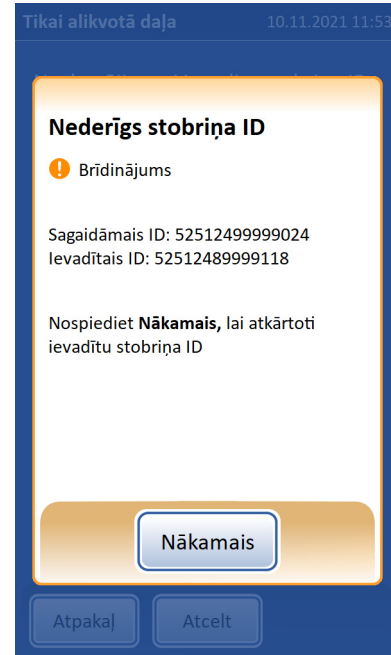 Tikai alikvotā daļa 10.11.2021 11:53
Nederīgs stobriņa ID
Brīdinājums
Sagaidāmais ID: 52512499999024
Ievadītais ID: 52512489999118
Nospiediet Nākamais, lai atkārtoti
ievadītu stobriņa ID
Nākamais
Atpakaļ Atcelt